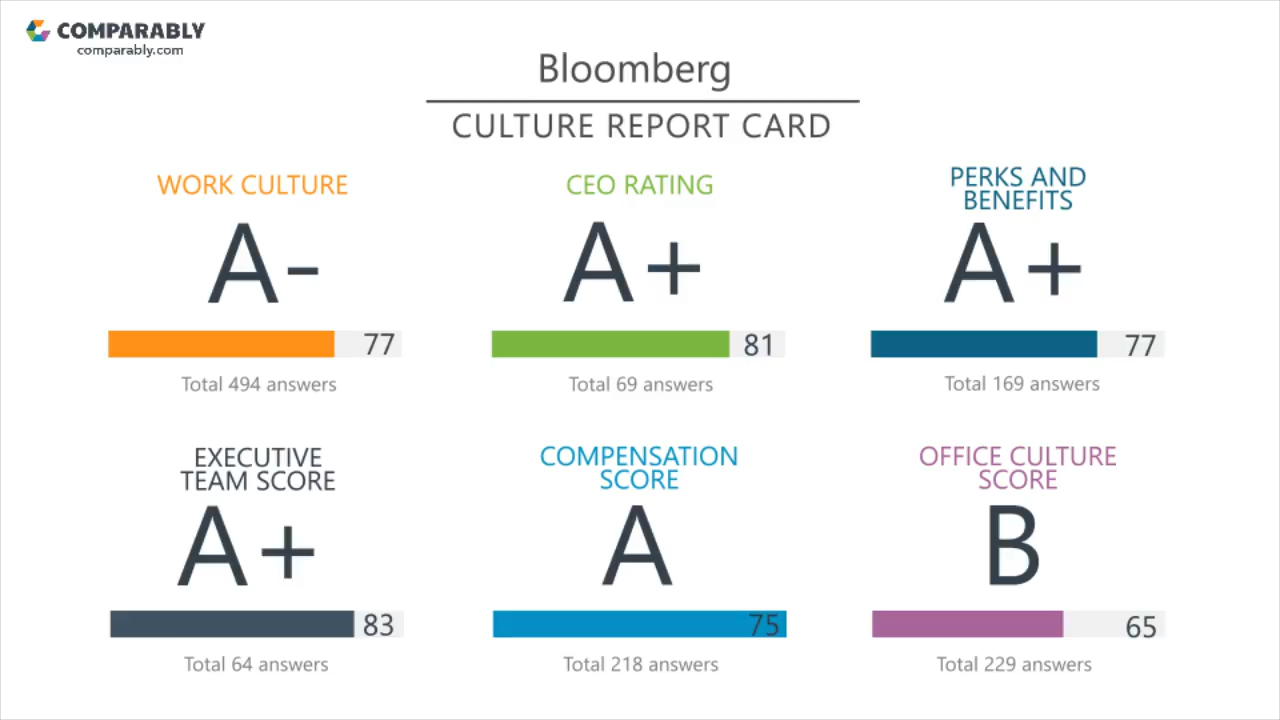 COMPARABLY
comparably.com
Bloomberg
CULTURE REPORT CARD
WORK CULTURE
A-
77
Total 494 answers
CEO RATING
A+
81
Total 69 answers
PERKS AND
BENEFITS
A+
77
Total 169 answers
EXECUTIVE
TEAM SCORE
A+
83
Total 64 answers
COMPENSATION
SCORE
A
75
Total 218 answers
OFFICE CULTURE
SCORE
B
65
Total 229 answers